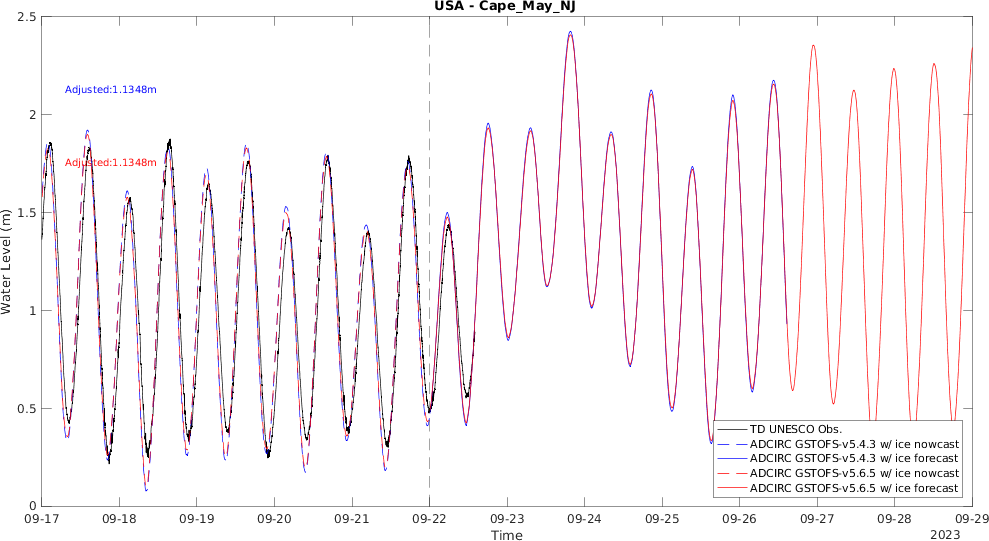 USA - Cape_May_NJ
2.5
2
1.5
1
0.5
0
Water Level (m)
Adjusted:1.1348m
Adjusted:1.1348m
TD UNESCO Obs.
ADCIRC GSTOFS-v5.4.3 w/ ice nowcast
ADCIRC GSTOFS-v5.4.3 w/ ice forecast
ADCIRC GSTOFS-v5.6.5 w/ ice nowcast
ADCIRC GSTOFS-v5.6.5 w/ ice forecast
09-17 09-18 09-19 09-20 09-21 09-22 09-23 09-24 09-25 09-26 09-27 09-28 09-29
Time
2023